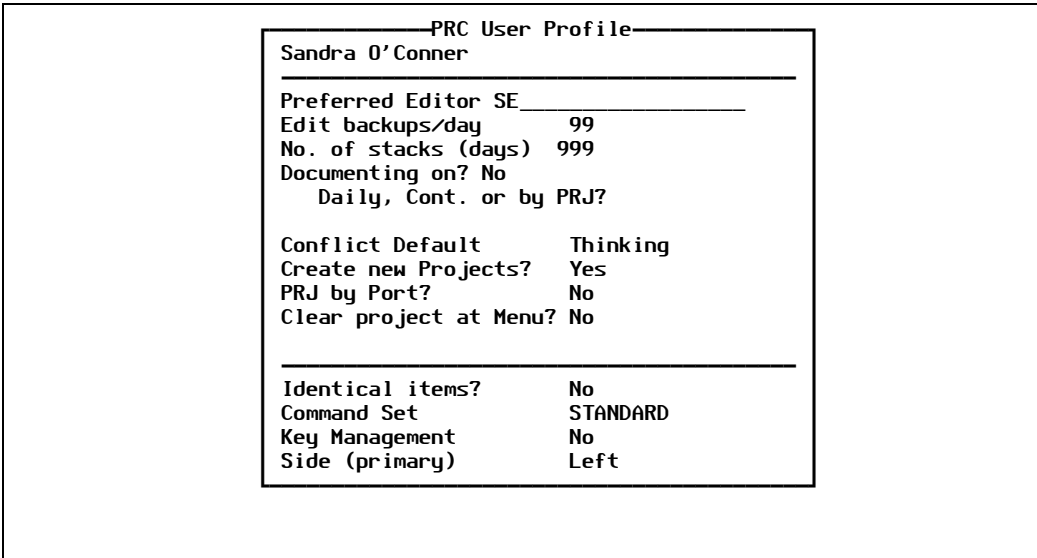 PRC User Profile
Sandra O'Conner
Preferred Editor SE__________________
Edit backups/day 99
No. of stacks (days) 999
Documenting on? No
Daily, Cont. or by PRJ?
Conflict Default Thinking
Create new Projects? Yes
PRJ by Port? No
Clear project at Menu? No
Identical items? No
Command Set STANDARD
Key Management No
Side (primary) Left